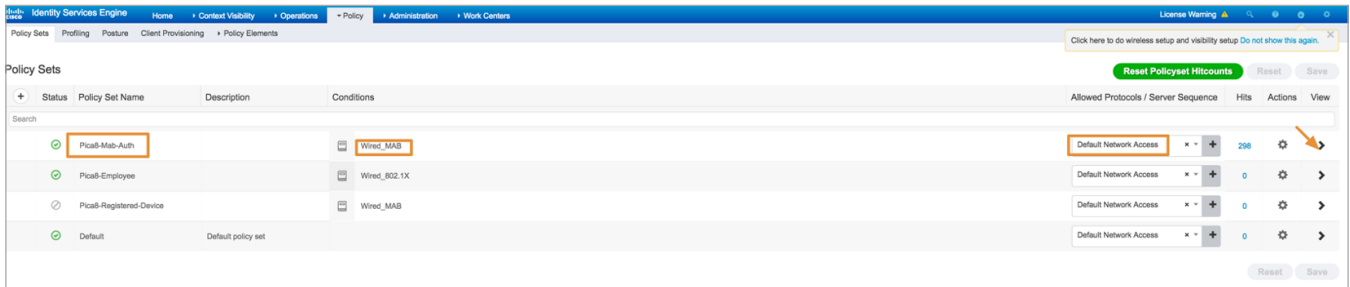 cisco Identity Services Engine Home Context Visibility Operations Policy Administration Work Centers License Warning
Policy Sets Profiling Posture Client Provisioning Policy Elements
Click here to do wireless setup and visibility setup Do not show this again.
Policy Sets
Reset Policyset Hitcounts Reset Save
Status Policy Set Name Description Conditions Allowed Protocols / Server Sequence Hits Actions View
Search
Pica8-Mab-Auth Wired_MAB Default Network Access 298
Pica8-Employee Wired_802.1X Default Network Access 0
Pica8-Registered-Device Wired_MAB Default Network Access 0
Default Default policy set Default Network Access 0
Reset Save